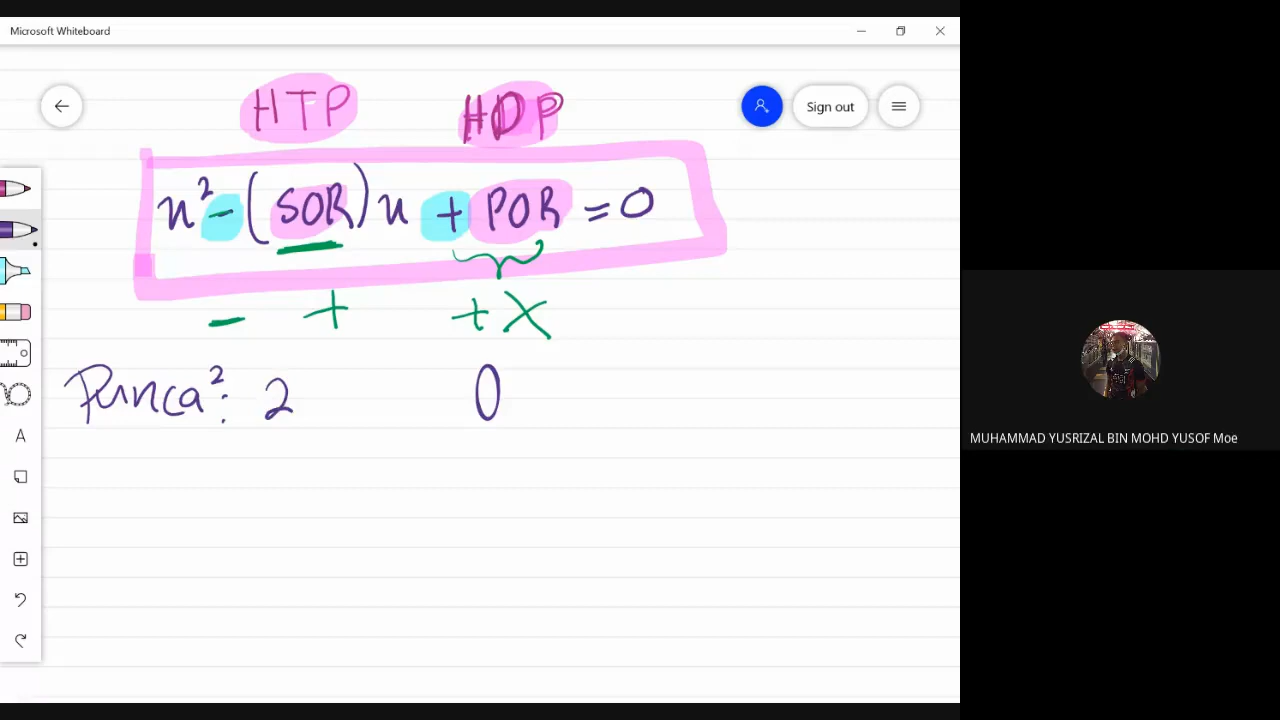 Microsoft Whiteboard
Sign out
HTP HDP
x² - (SOR)x + POR = 0
- + + ×
Punca²: 2 0
A
MUHAMMAD YUSRIZAL BIN MOHD YUSOF Moe